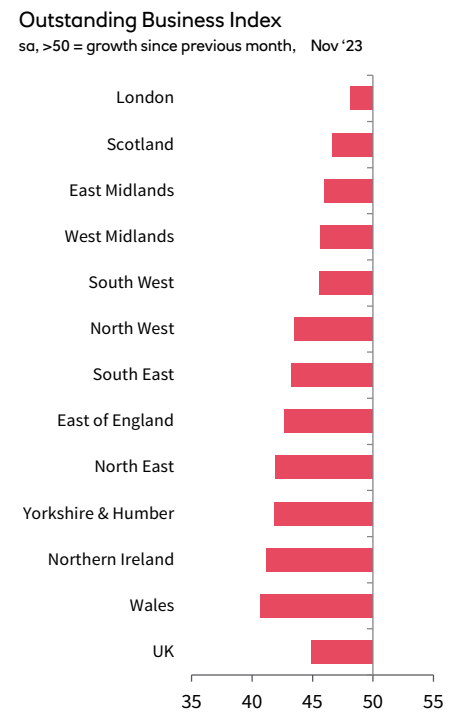 Outstanding Business Index
sa, >50 = growth since previous month, Nov ‘23
London
Scotland
East Midlands
West Midlands
South West
North West
South East
East of England
North East
Yorkshire & Humber
Northern Ireland
Wales
UK
35 40 45 50 55